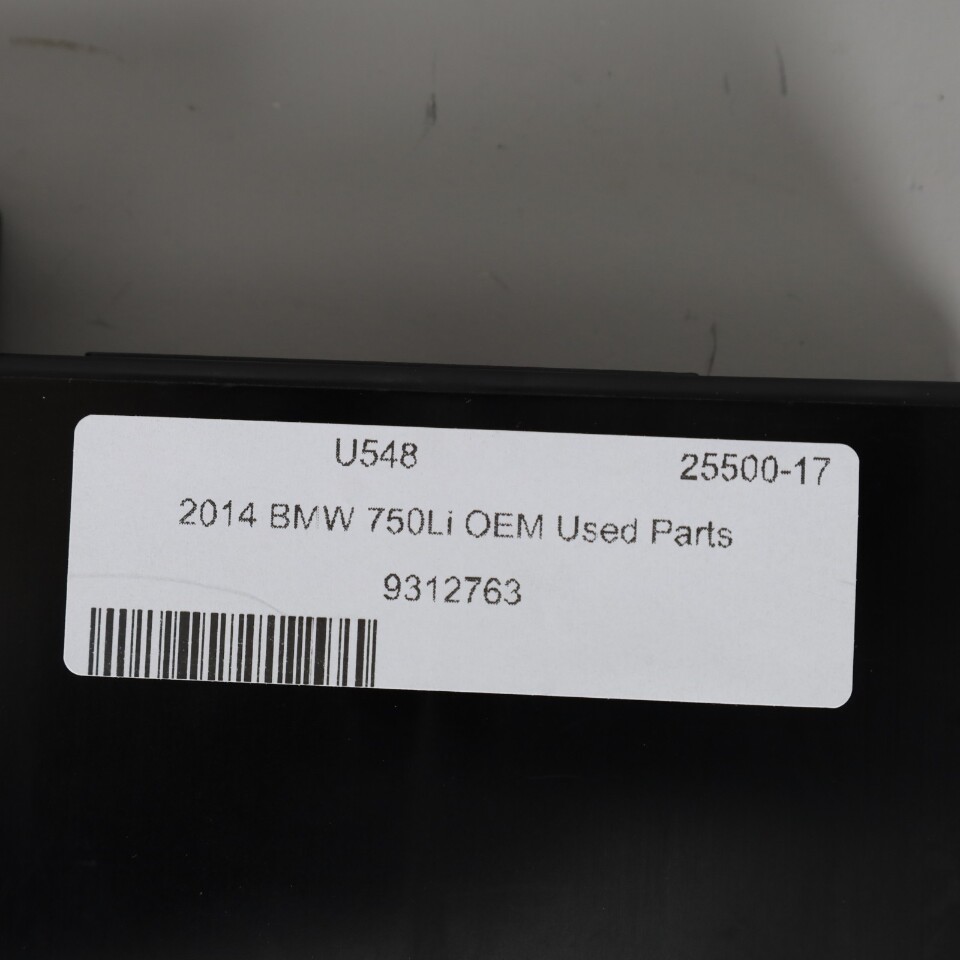 U548 25500-17
2014 BMW 750Li OEM Used Parts
9312763